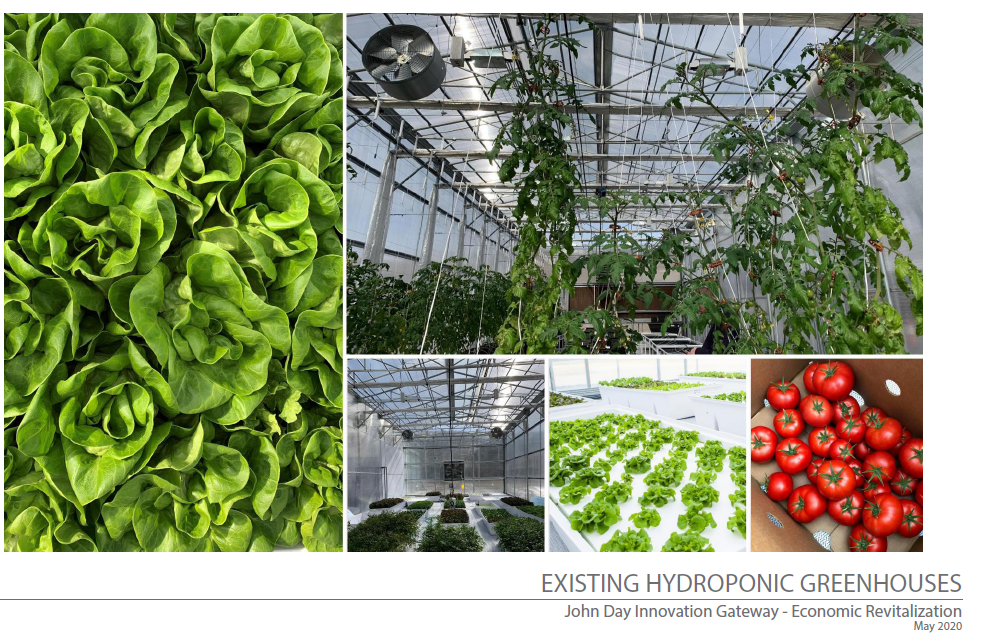 EXISTING HYDROPONIC GREENHOUSES
John Day Innovation Gateway - Economic Revitalization
May 2020